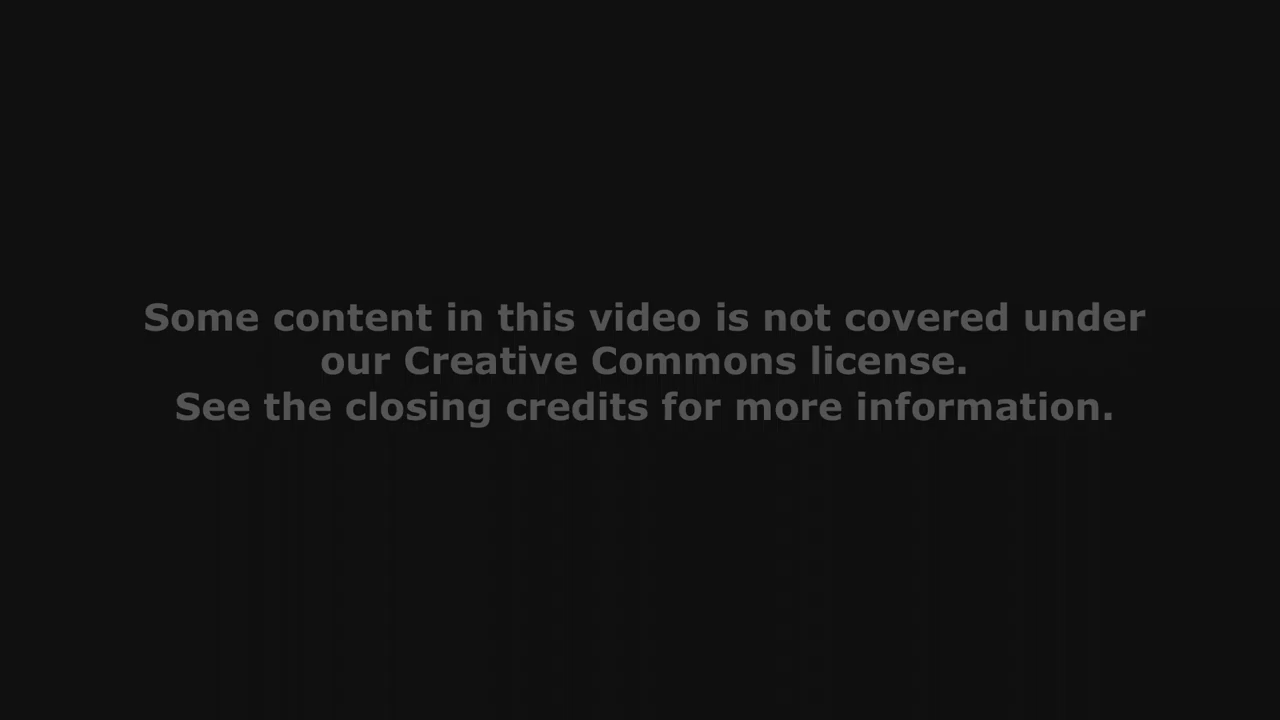 Some content in this video is not covered under
our Creative Commons license.
See the closing credits for more information.